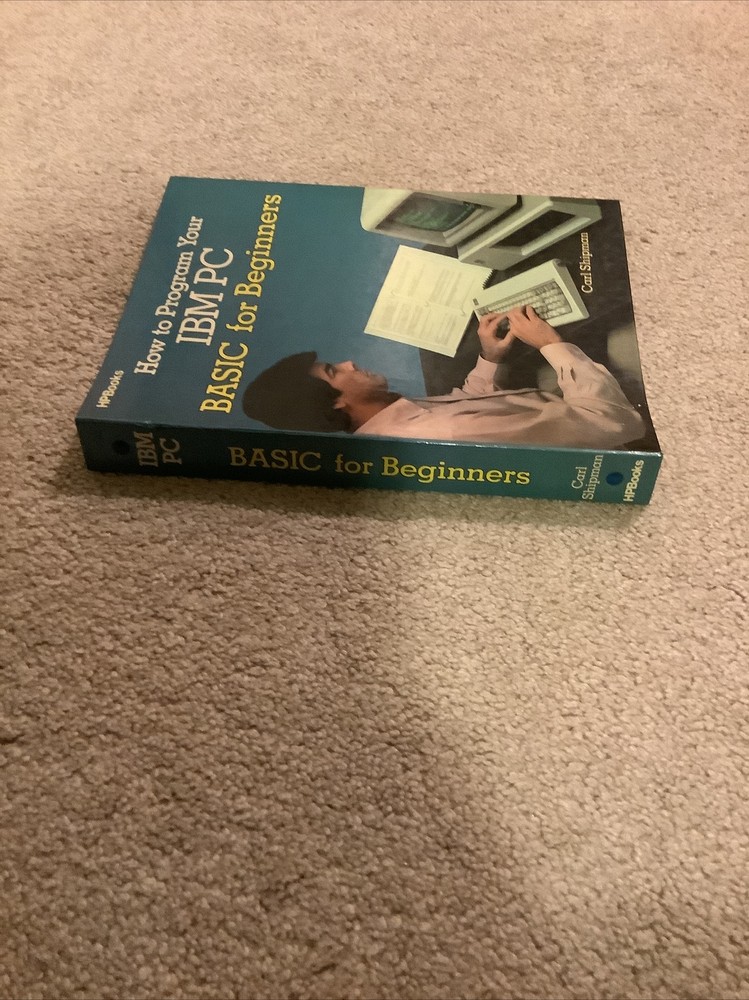 HPBooks
How to Program Your
IBM PC
BASIC for Beginners
Carl Shipman
IBM
PC
BASIC for Beginners
Carl
Shipman
HPBooks